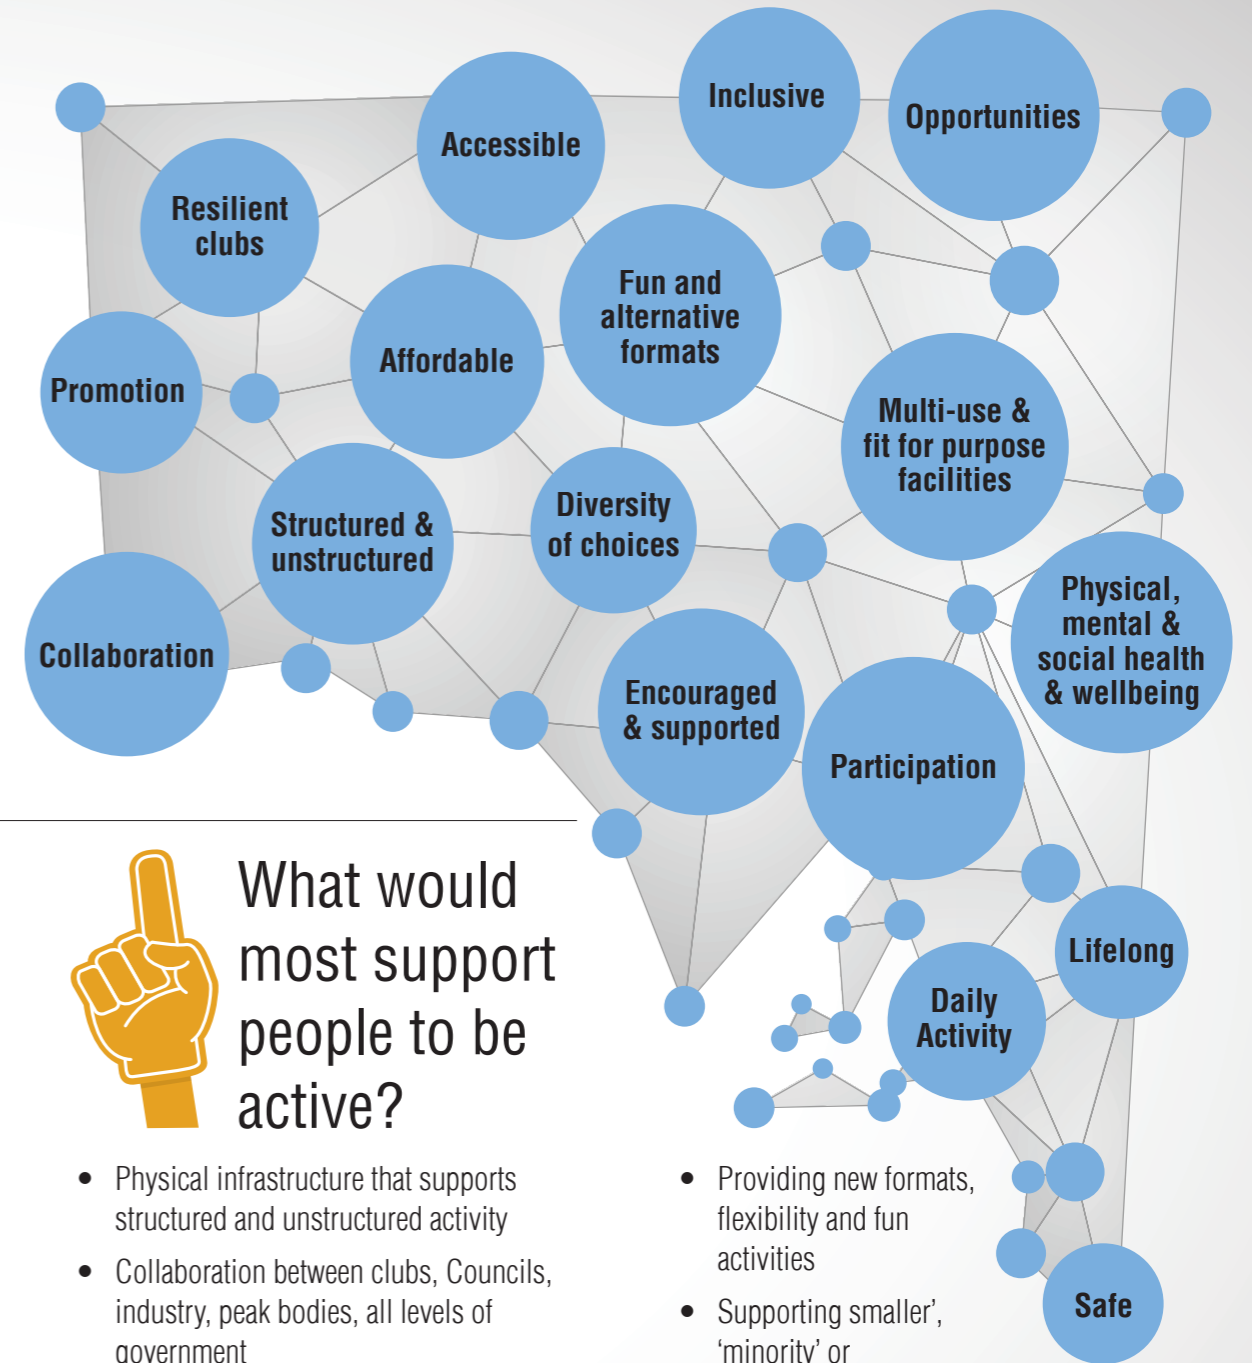 Inclusive
Opportunities
Accessible
Resilient
clubs
Fun and
alternative
formats
Affordable
Promotion
Multi-use &
fit for purpose
facilities
Diversity
of choices
Structured &
unstructured
Physical,
mental &
social health
& wellbeing
Collaboration
Encouraged
& supported
Participation
Lifelong
Daily
Activity
Safe
What would
most support
people to be
active?
• Physical infrastructure that supports
structured and unstructured activity
• Collaboration between clubs, Councils,
industry, peak bodies, all levels of
government
• Providing new formats,
flexibility and fun
activities
• Supporting smaller’,
‘minority’ or